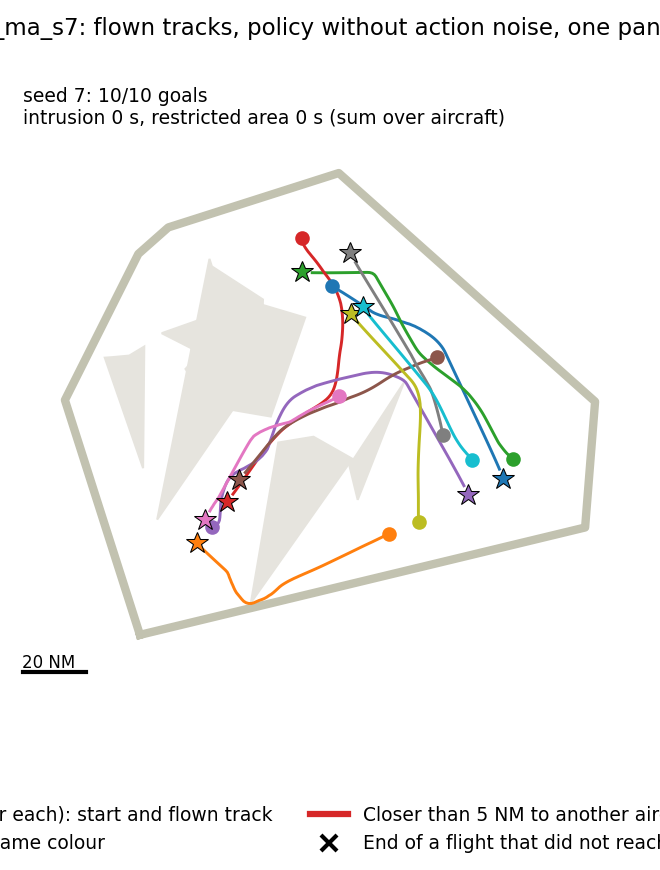 _ma_s7: flown tracks, policy without action noise, one pan
seed 7: 10/10 goals
intrusion 0 s, restricted area 0 s (sum over aircraft)
20 NM
r each): start and flown track
Closer than 5 NM to another air
ame colour
End of a flight that did not reach